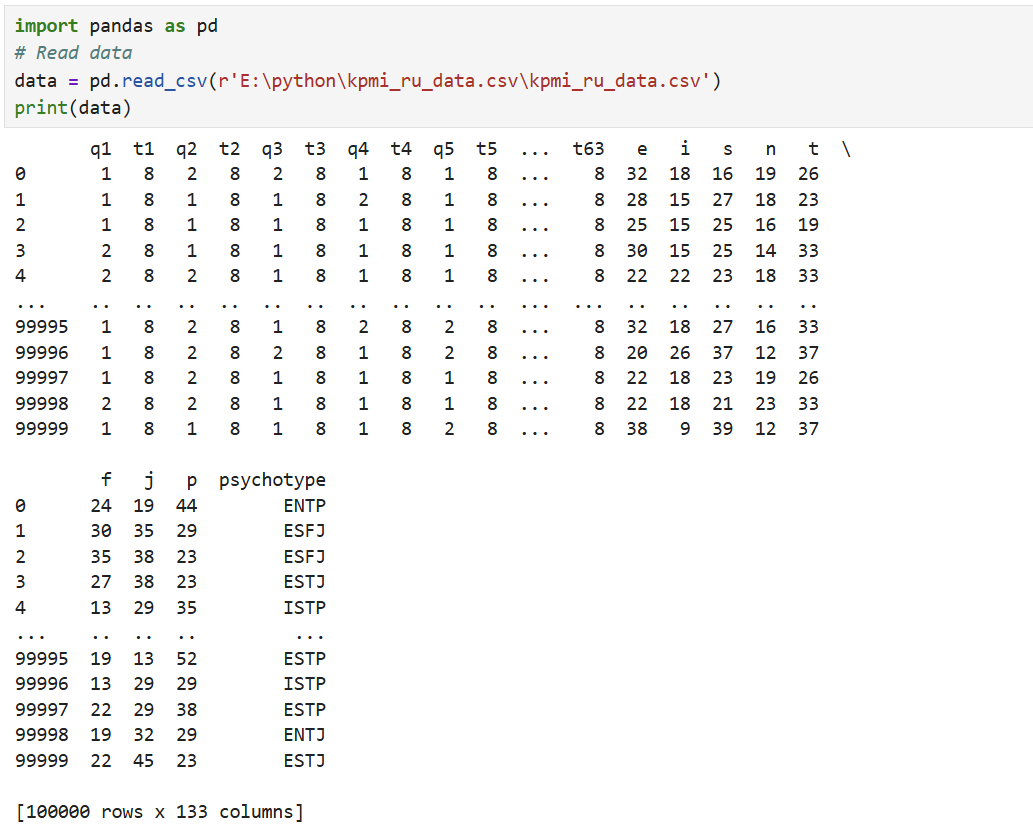 import pandas as pd
# Read data
data = pd.read_csv(r'E:\python\kpmi_ru_data.csv\kpmi_ru_data.csv')
print(data)
q1 t1 q2 t2 q3 t3 q4 t4 q5 t5 ... t63 e i s n t \
0 1 8 2 8 2 8 1 8 1 8 ... 8 32 18 16 19 26
1 1 8 1 8 1 8 2 8 1 8 ... 8 28 15 27 18 23
2 1 8 1 8 1 8 1 8 1 8 ... 8 25 15 25 16 19
3 2 8 1 8 1 8 1 8 1 8 ... 8 30 15 25 14 33
4 2 8 2 8 1 8 1 8 1 8 ... 8 22 22 23 18 33
... .. .. .. .. .. .. .. .. .. .. ... ... .. .. .. .. ..
99995 1 8 2 8 1 8 2 8 2 8 ... 8 32 18 27 16 33
99996 1 8 2 8 2 8 1 8 2 8 ... 8 20 26 37 12 37
99997 1 8 2 8 1 8 1 8 1 8 ... 8 22 18 23 19 26
99998 2 8 2 8 1 8 1 8 1 8 ... 8 22 18 21 23 33
99999 1 8 1 8 1 8 1 8 2 8 ... 8 38 9 39 12 37
f j p psychotype
0 24 19 44 ENTP
1 30 35 29 ESFJ
2 35 38 23 ESFJ
3 27 38 23 ESTJ
4 13 29 35 ISTP
... .. .. .. ...
99995 19 13 52 ESTP
99996 13 29 29 ISTP
99997 22 29 38 ESTP
99998 19 32 29 ENTJ
99999 22 45 23 ESTJ
[100000 rows x 133 columns]